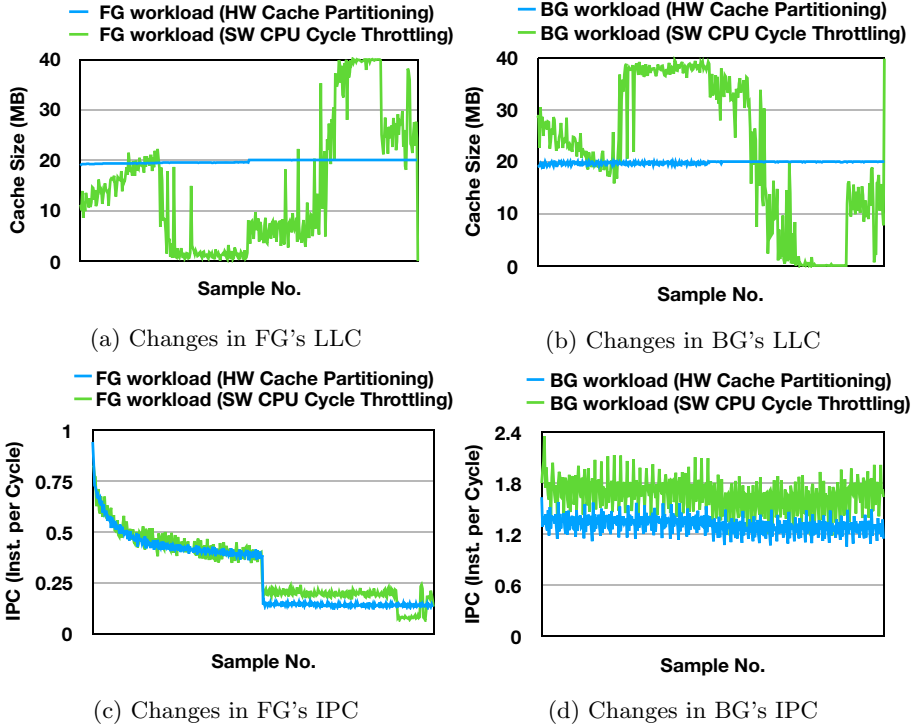 FG workload (HW Cache Partitioning)
FG workload (SW CPU Cycle Throttling)
Cache Size (MB)
40
30
20
10
0
Sample No.
(a) Changes in FG's LLC
BG workload (HW Cache Partitioning)
BG workload (SW CPU Cycle Throttling)
Cache Size (MB)
40
30
20
10
0
Sample No.
(b) Changes in BG's LLC
FG workload (HW Cache Partitioning)
FG workload (SW CPU Cycle Throttling)
IPC (Inst. per Cycle)
1
0.75
0.5
0.25
0
Sample No.
(c) Changes in FG's IPC
BG workload (HW Cache Partitioning)
BG workload (SW CPU Cycle Throttling)
IPC (Inst. per Cycle)
2.4
1.8
1.2
0.6
0
Sample No.
(d) Changes in BG's IPC